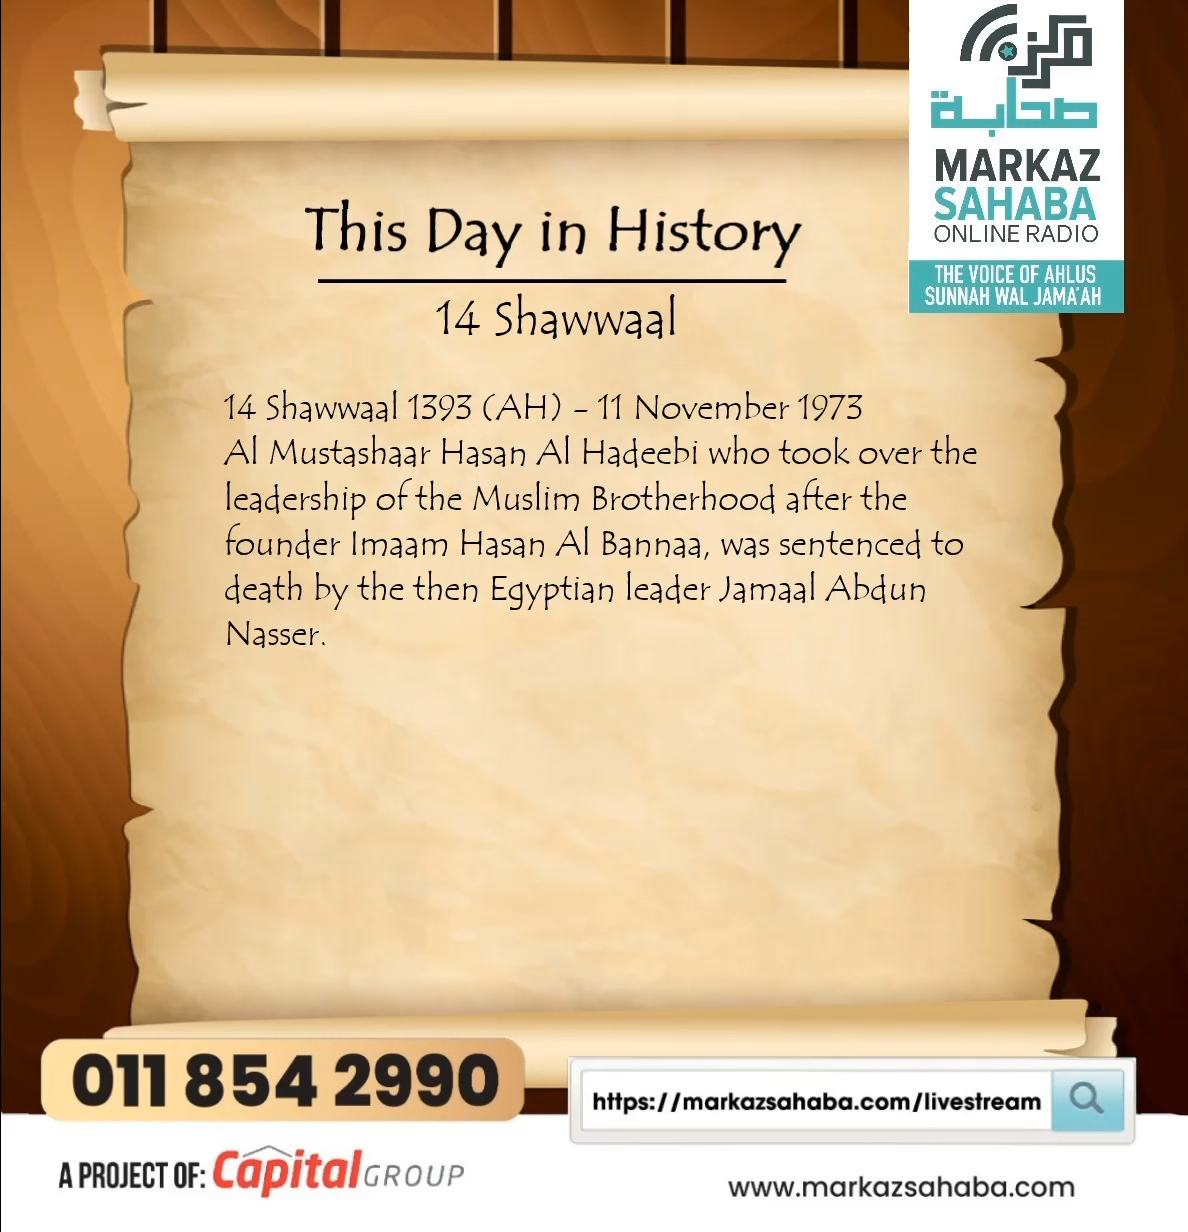 مركز
صحابة
MARKAZ
SAHABA
ONLINE RADIO
THE VOICE OF AHLUS
SUNNAH WAL JAMA'AH
This Day in History
14 Shawwaal
14 Shawwaal 1393 (AH) - 11 November 1973
Al Mustashaar Hasan Al Hadeebi who took over the
leadership of the Muslim Brotherhood after the
founder Imaam Hasan Al Bannaa, was sentenced to
death by the then Egyptian leader Jamaal Abdun
Nasser.
011 854 2990
https://markazsahaba.com/livestream
A PROJECT OF: Capital GROUP
www.markazsahaba.com